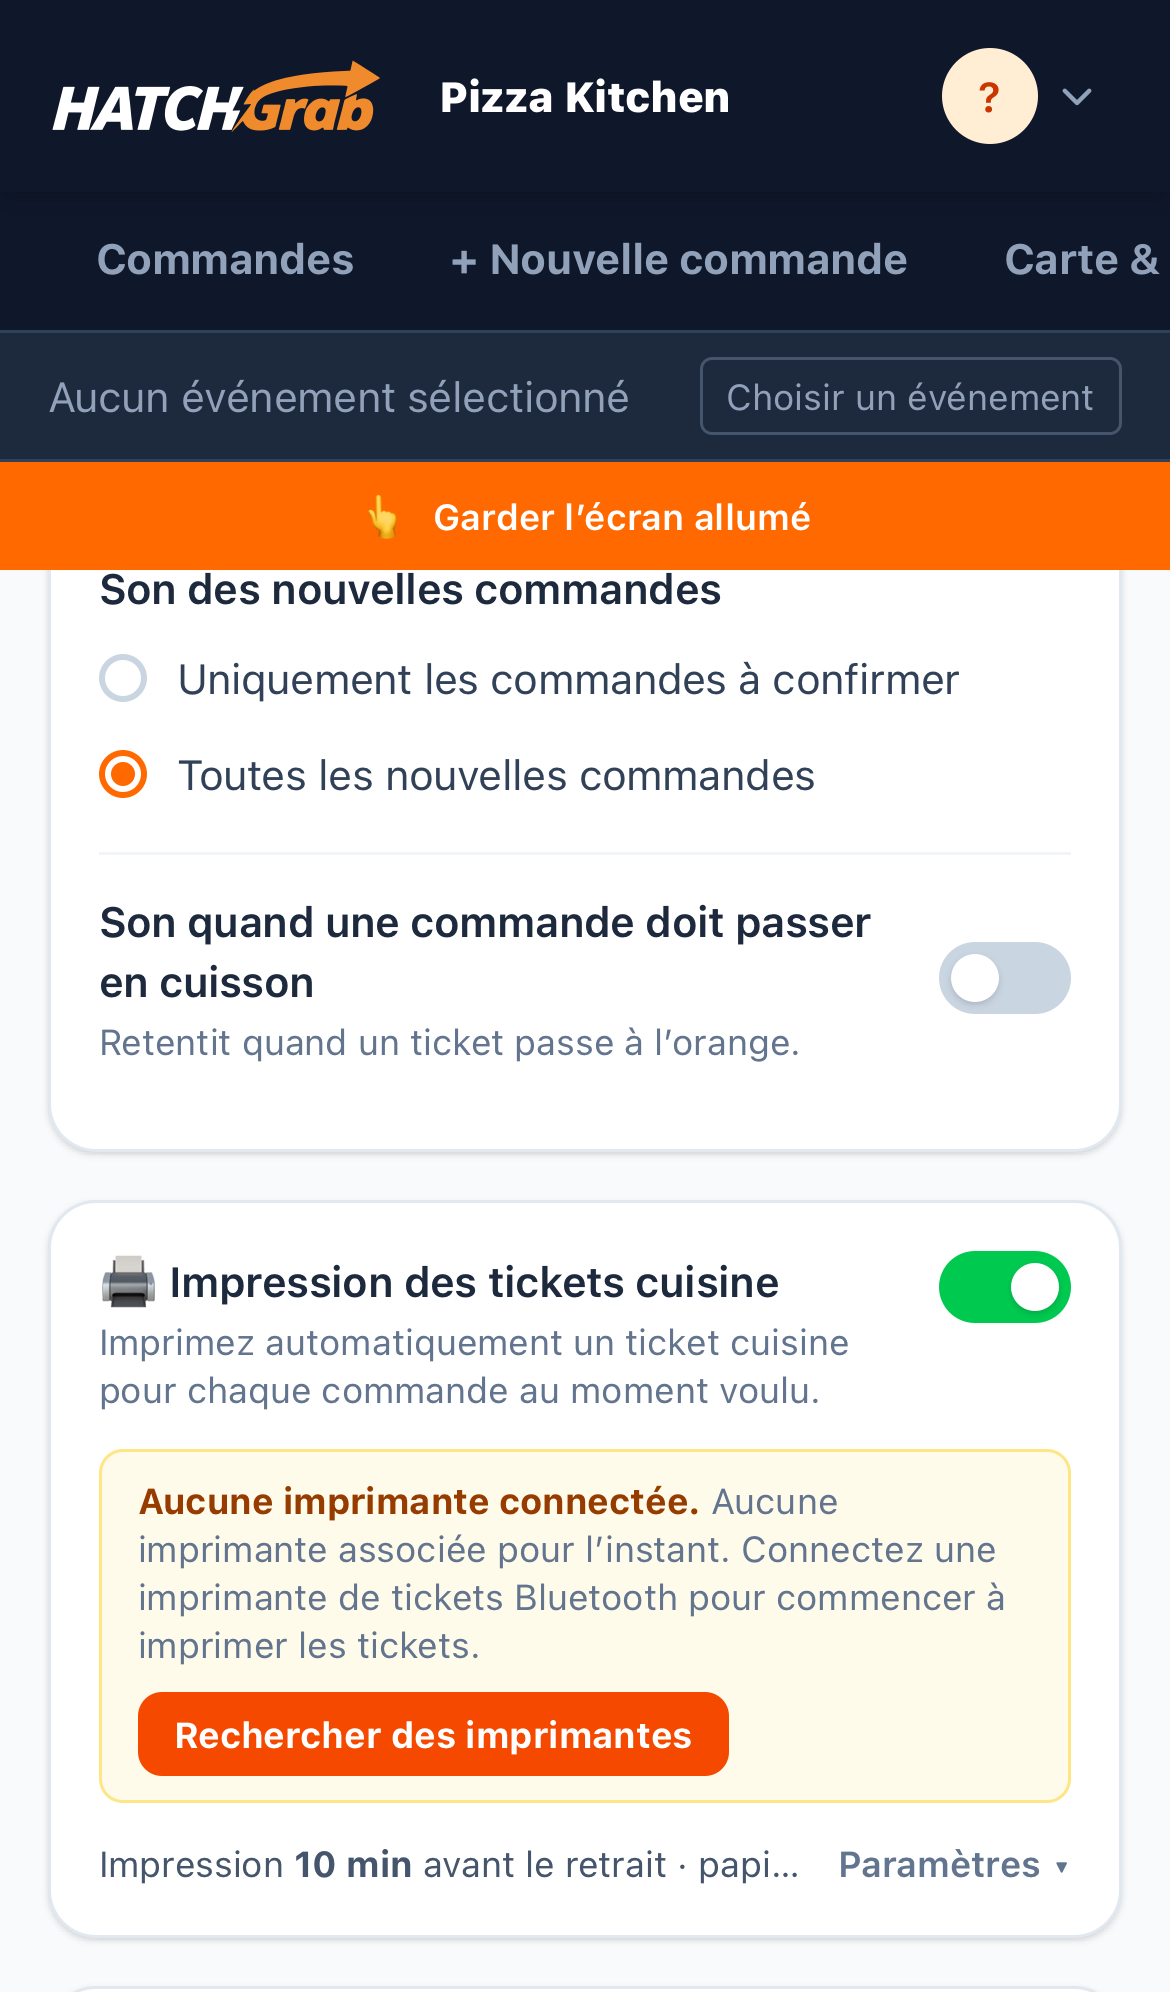 HATCHGrab
Pizza Kitchen
?
Commandes
+ Nouvelle commande
Carte &
Aucun événement sélectionné
Choisir un événement
👆 Garder l’écran allumé
Son des nouvelles commandes
Uniquement les commandes à confirmer
Toutes les nouvelles commandes
Son quand une commande doit passer
en cuisson
Retentit quand un ticket passe à l’orange.
🖨️ Impression des tickets cuisine
Imprimez automatiquement un ticket cuisine
pour chaque commande au moment voulu.
Aucune imprimante connectée. Aucune
imprimante associée pour l’instant. Connectez une
imprimante de tickets Bluetooth pour commencer à
imprimer les tickets.
Rechercher des imprimantes
Impression 10 min avant le retrait · papi...
Paramètres ▾